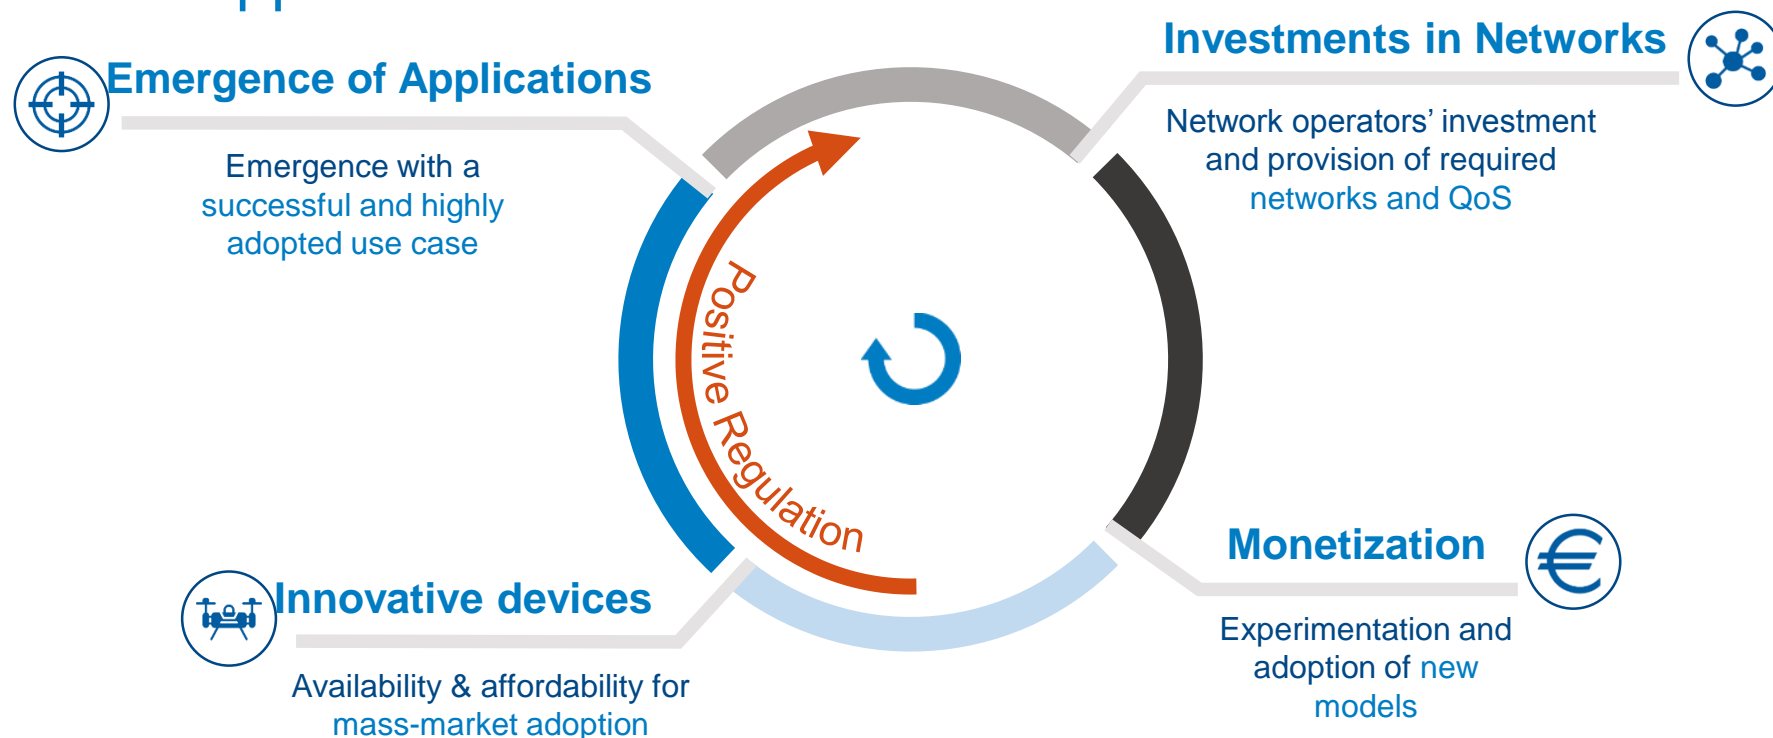 Emergence of Applications
Emergence with a
successful and highly
adopted use case
Investments in Networks
Network operators’ investment
and provision of required
networks and QoS
Positive Regulation
Innovative devices
Availability & affordability for
mass-market adoption
Monetization
Experimentation and
adoption of new
models